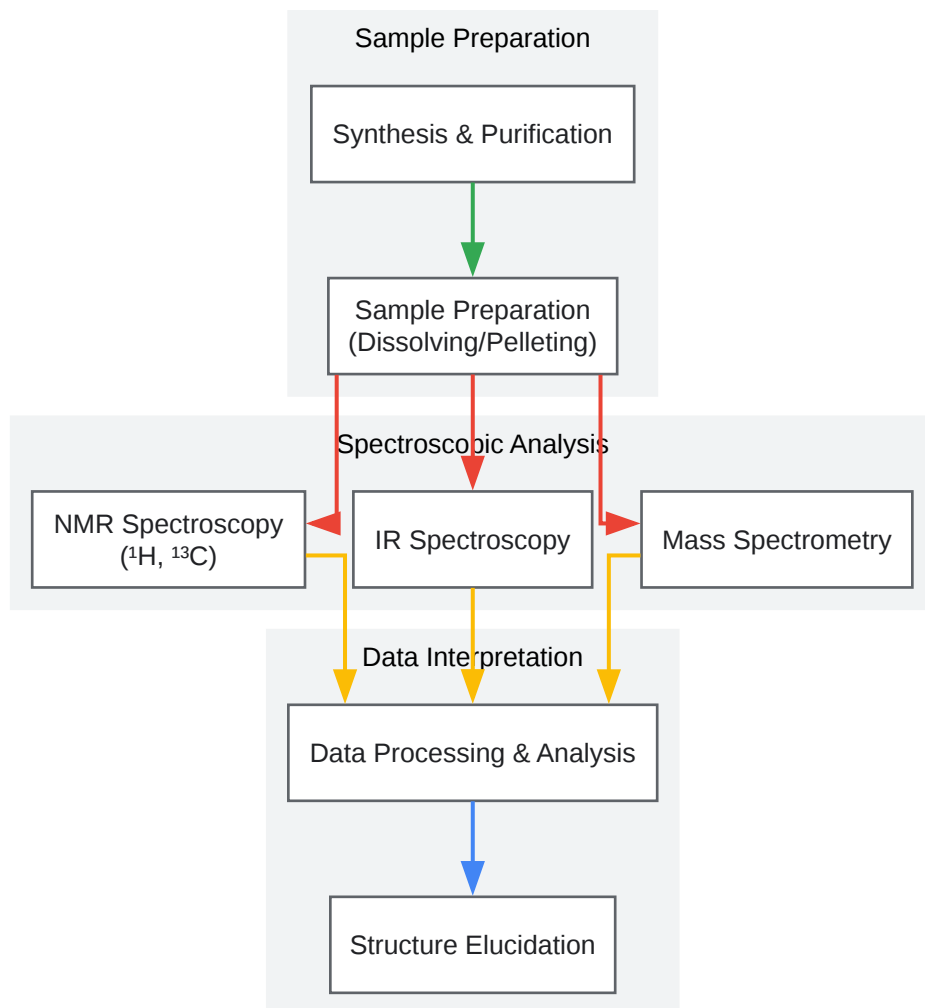 Sample Preparation
Synthesis & Purification
Sample Preparation
(Dissolving/Pelleting)
Spectroscopic Analysis
NMR Spectroscopy
(¹H, ¹³C)
IR Spectroscopy
Mass Spectrometry
Data Interpretation
Data Processing & Analysis
Structure Elucidation